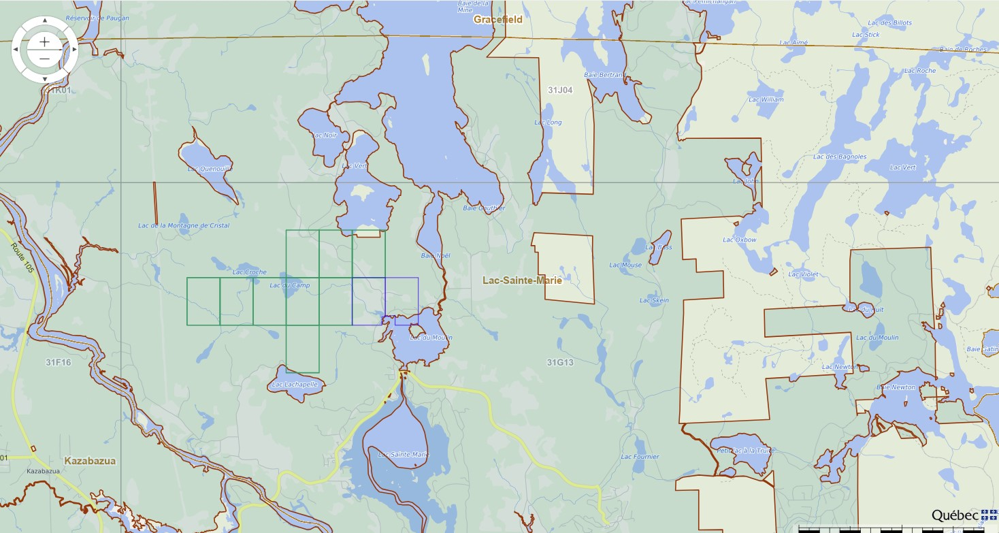 Réservoir de Paugan
Baie de la
Mine
Gracefield
Lac des Billots
Lac Stick
Lac Aimé
Baie de Roches
Lac Roche
Baie Bertrand
31J04
Lac William
Lac Long
Lac Noir
Lac Vert
Lac Quenouille
Lac des Bagnoles
Lac Vert
Lac John
Baie Gauthier
Lac de la Montagne de Cristal
Route 105
Lac Oxbow
Lac Bass
Lac Mouse
Baie Noël
Lac Croche
Lac du Camp
Lac-Sainte-Marie
Lac Violet
Lac Skein
Lac du Huit
Lac du Moulin
Lac du Moulin
31F16
31G13
Lac Newton
Lac Lachapelle
Baie Newton
Lac Sainte-Marie
Petit lac à la Truite
Lac Fournier
01
Kazabazua
Kazabazua
Québec